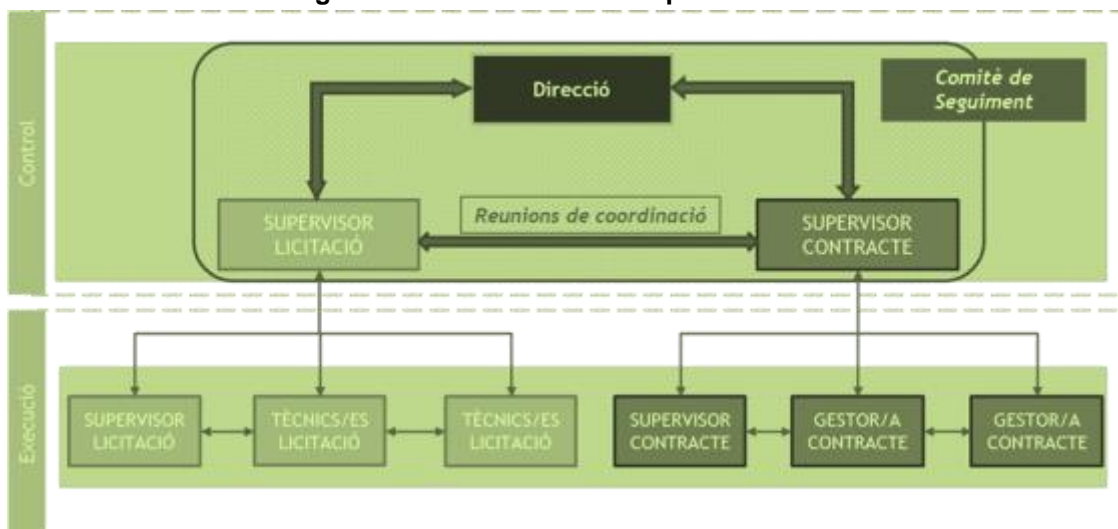 Control
Direcció
Comitè de
Seguiment
SUPERVISOR
LICITACIÓ
Reunions de coordinació
SUPERVISOR
CONTRACTE
Execució
SUPERVISOR
LICITACIÓ
TÈCNICS/ES
LICITACIÓ
TÈCNICS/ES
LICITACIÓ
SUPERVISOR
CONTRACTE
GESTOR/A
CONTRACTE
GESTOR/A
CONTRACTE